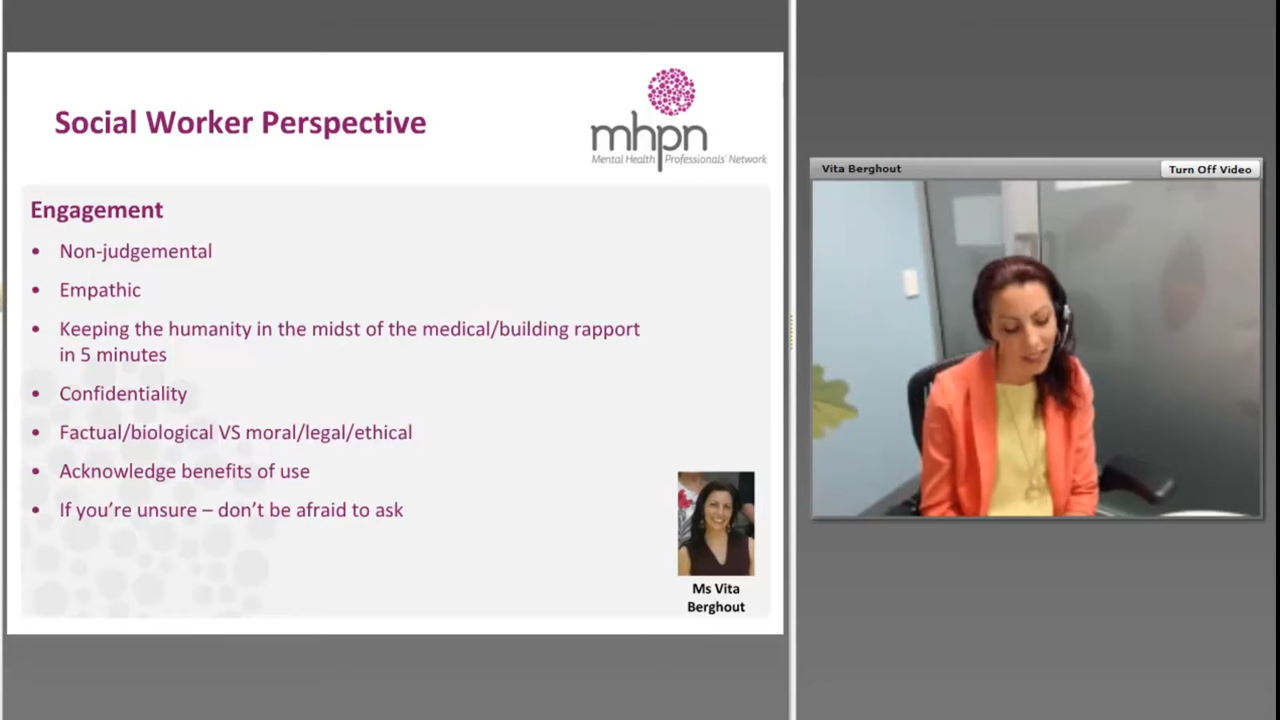 Social Worker Perspective
mhpn
Mental Health Professionals' Network
Engagement
• Non-judgemental
• Empathic
• Keeping the humanity in the midst of the medical/building rapport
in 5 minutes
• Confidentiality
• Factual/biological VS moral/legal/ethical
• Acknowledge benefits of use
• If you're unsure – don't be afraid to ask
Ms Vita
Berghout
Vita Berghout
Turn Off Video